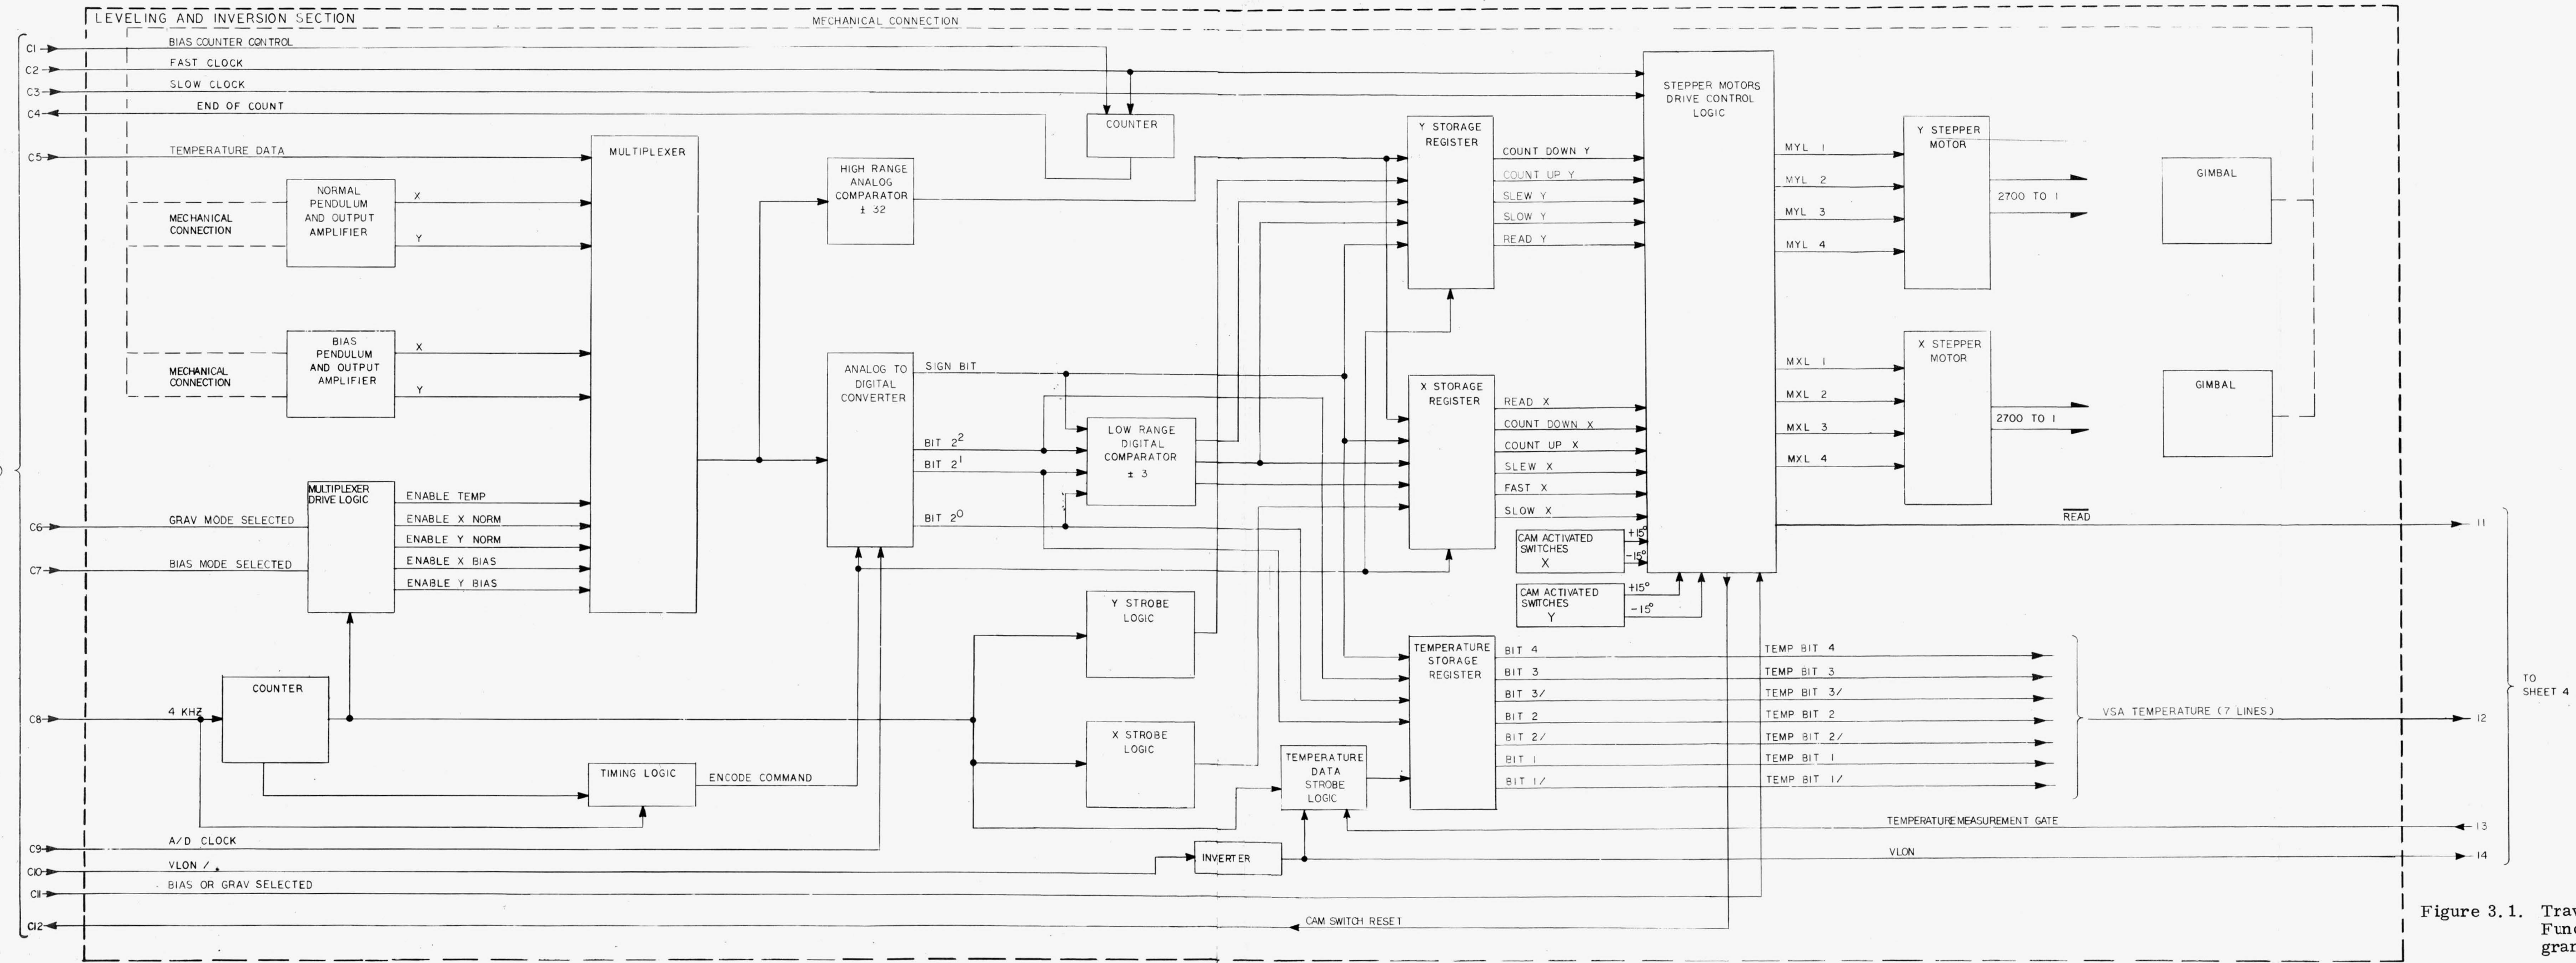 LEVELING AND INVERSION SECTION
MECHANICAL CONNECTION
C1
BIAS COUNTER CONTROL
C2
FAST CLOCK
C3
SLOW CLOCK
C4
END OF COUNT
C5
TEMPERATURE DATA
NORMAL
PENDULUM
AND OUTPUT
AMPLIFIER
X
Y
MECHANICAL
CONNECTION
BIAS
PENDULUM
AND OUTPUT
AMPLIFIER
X
Y
MECHANICAL
CONNECTION
MULTIPLEXER
DRIVE LOGIC
C6
GRAV MODE SELECTED
C7
BIAS MODE SELECTED
ENABLE TEMP
ENABLE X NORM
ENABLE Y NORM
ENABLE X BIAS
ENABLE Y BIAS
MULTIPLEXER
C8
4 KHZ
COUNTER
TIMING LOGIC
ENCODE COMMAND
C9
A/D CLOCK
C10
VLON /
C11
BIAS OR GRAV SELECTED
C12
CAM SWITCH RESET
HIGH RANGE
ANALOG
COMPARATOR
± 32
ANALOG TO
DIGITAL
CONVERTER
SIGN BIT
BIT 2²
BIT 2¹
BIT 2⁰
COUNTER
LOW RANGE
DIGITAL
COMPARATOR
± 3
Y STROBE
LOGIC
X STROBE
LOGIC
INVERTER
TEMPERATURE
DATA
STROBE
LOGIC
Y STORAGE
REGISTER
COUNT DOWN Y
COUNT UP Y
SLEW Y
SLOW Y
READ Y
X STORAGE
REGISTER
READ X
COUNT DOWN X
COUNT UP X
SLEW X
FAST X
SLOW X
CAM ACTIVATED
SWITCHES
X
+15°
-15°
CAM ACTIVATED
SWITCHES
Y
+15°
-15°
STEPPER MOTORS
DRIVE CONTROL
LOGIC
MYL 1
MYL 2
MYL 3
MYL 4
Y STEPPER
MOTOR
2700 TO 1
GIMBAL
MXL 1
MXL 2
MXL 3
MXL 4
X STEPPER
MOTOR
2700 TO 1
GIMBAL
READ
11
TEMPERATURE
STORAGE
REGISTER
BIT 4
BIT 3
BIT 3/
BIT 2
BIT 2/
BIT 1
BIT 1/
TEMP BIT 4
TEMP BIT 3
TEMP BIT 3/
TEMP BIT 2
TEMP BIT 2/
TEMP BIT 1
TEMP BIT 1/
VSA TEMPERATURE (7 LINES)
12
TEMPERATURE MEASUREMENT GATE
13
VLON
14
TO
SHEET 4
Figure 3.1. Trav
Func
gran